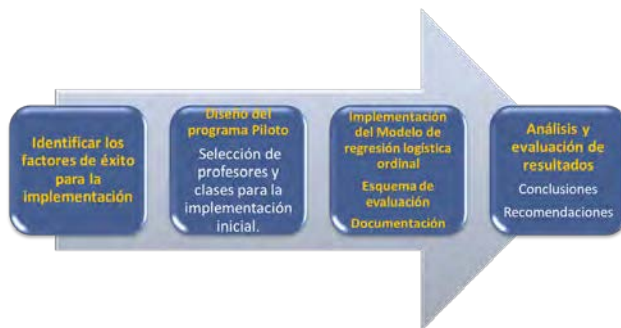 Identificar los
factores de éxito
para la
implementación
Diseño del
programa Piloto
Selección de
profesores y
clases para la
implementación
inicial.
Implementación
del Modelo de
regresión logística
ordinal
Esquema de
evaluación
Documentación
Análisis y
evaluación de
resultados
Conclusiones
Recomendaciones